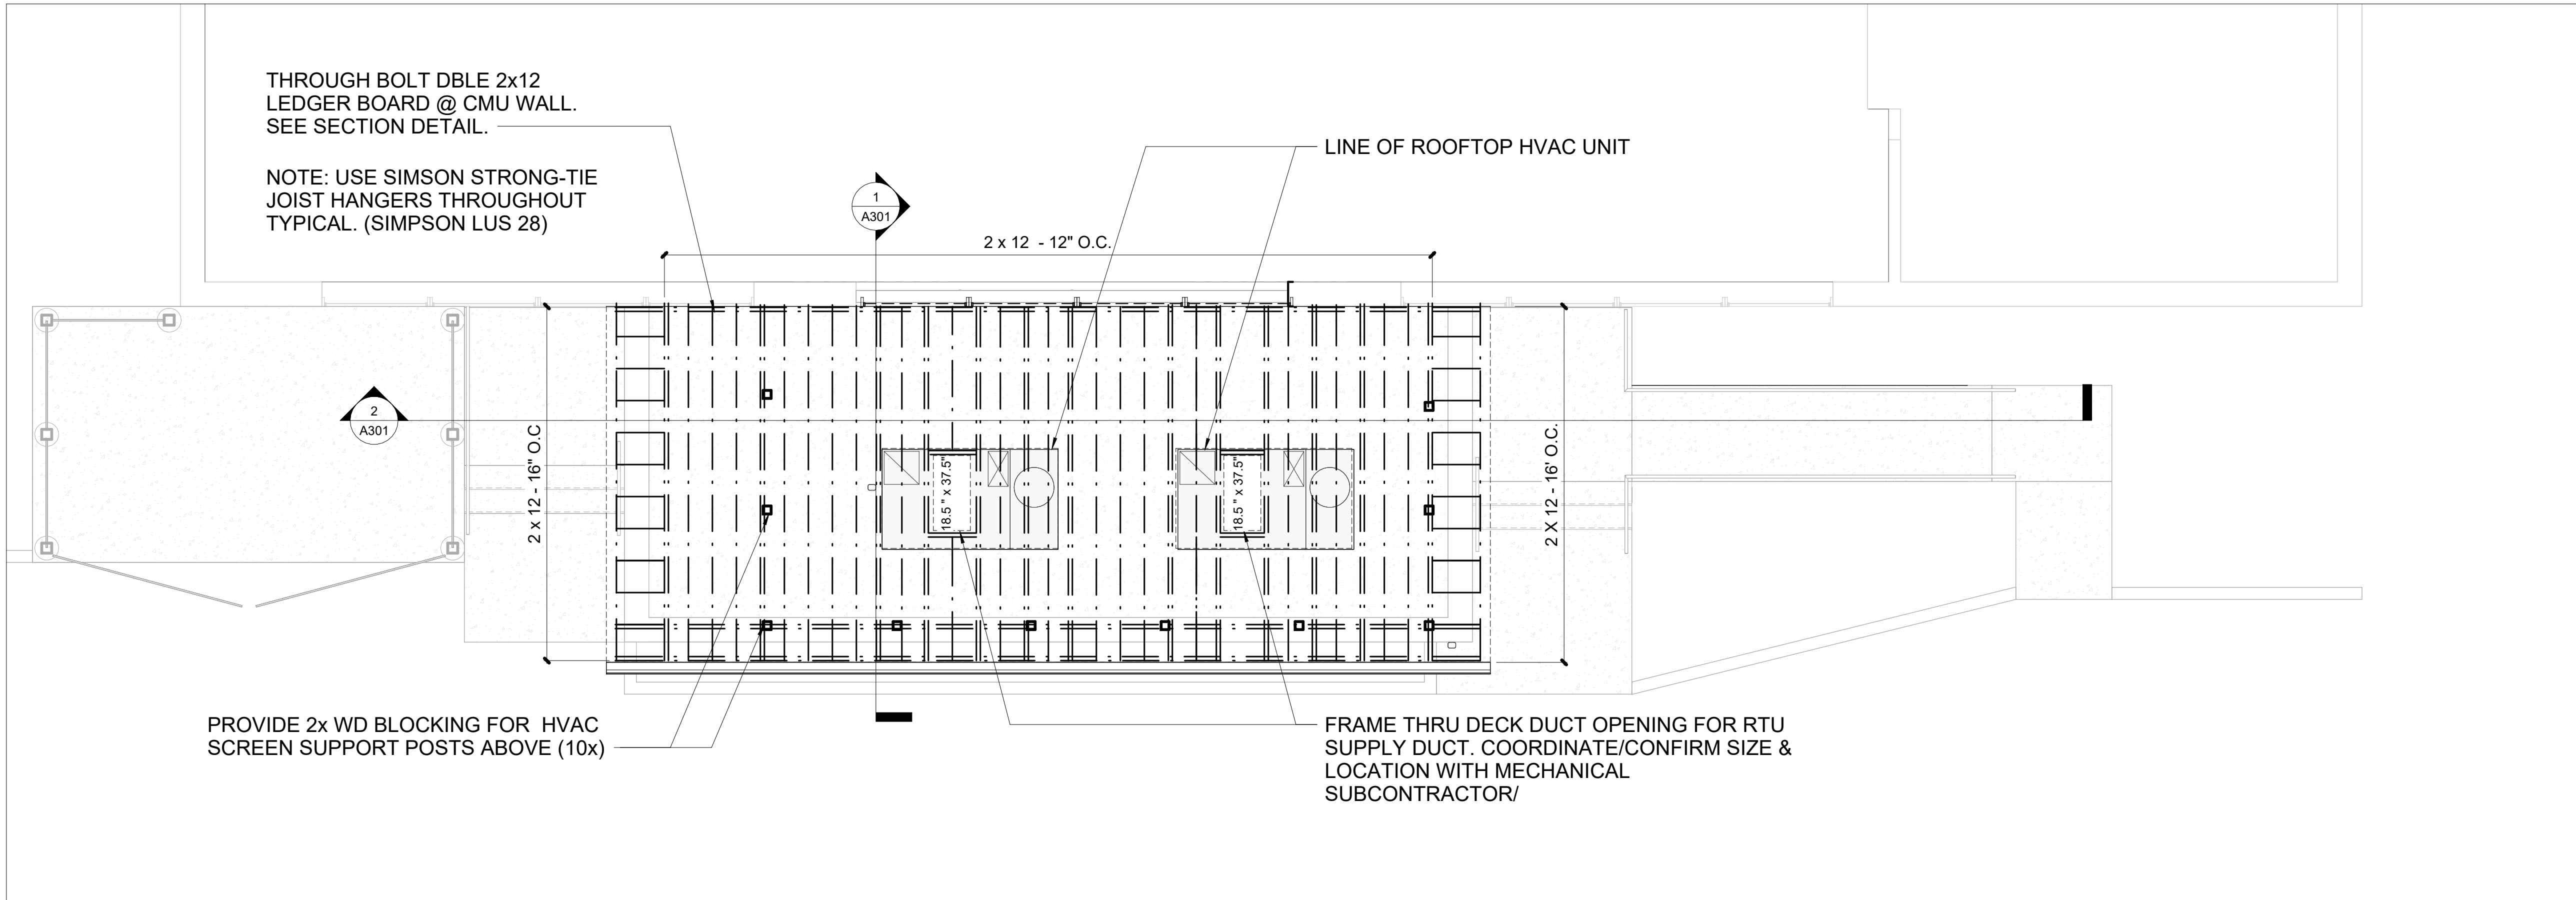 THROUGH BOLT DBLE 2x12
LEDGER BOARD @ CMU WALL.
SEE SECTION DETAIL.
NOTE: USE SIMSON STRONG-TIE
JOIST HANGERS THROUGHOUT
TYPICAL. (SIMPSON LUS 28)
LINE OF ROOFTOP HVAC UNIT
1
A301
2 x 12 - 12" O.C.
2
A301
2 x 12 - 16" O.C
18.5 " x 37.5"
18.5 " x 37.5"
2 X 12 - 16' O.C.
PROVIDE 2x WD BLOCKING FOR HVAC
SCREEN SUPPORT POSTS ABOVE (10x)
FRAME THRU DECK DUCT OPENING FOR RTU
SUPPLY DUCT. COORDINATE/CONFIRM SIZE &
LOCATION WITH MECHANICAL
SUBCONTRACTOR/